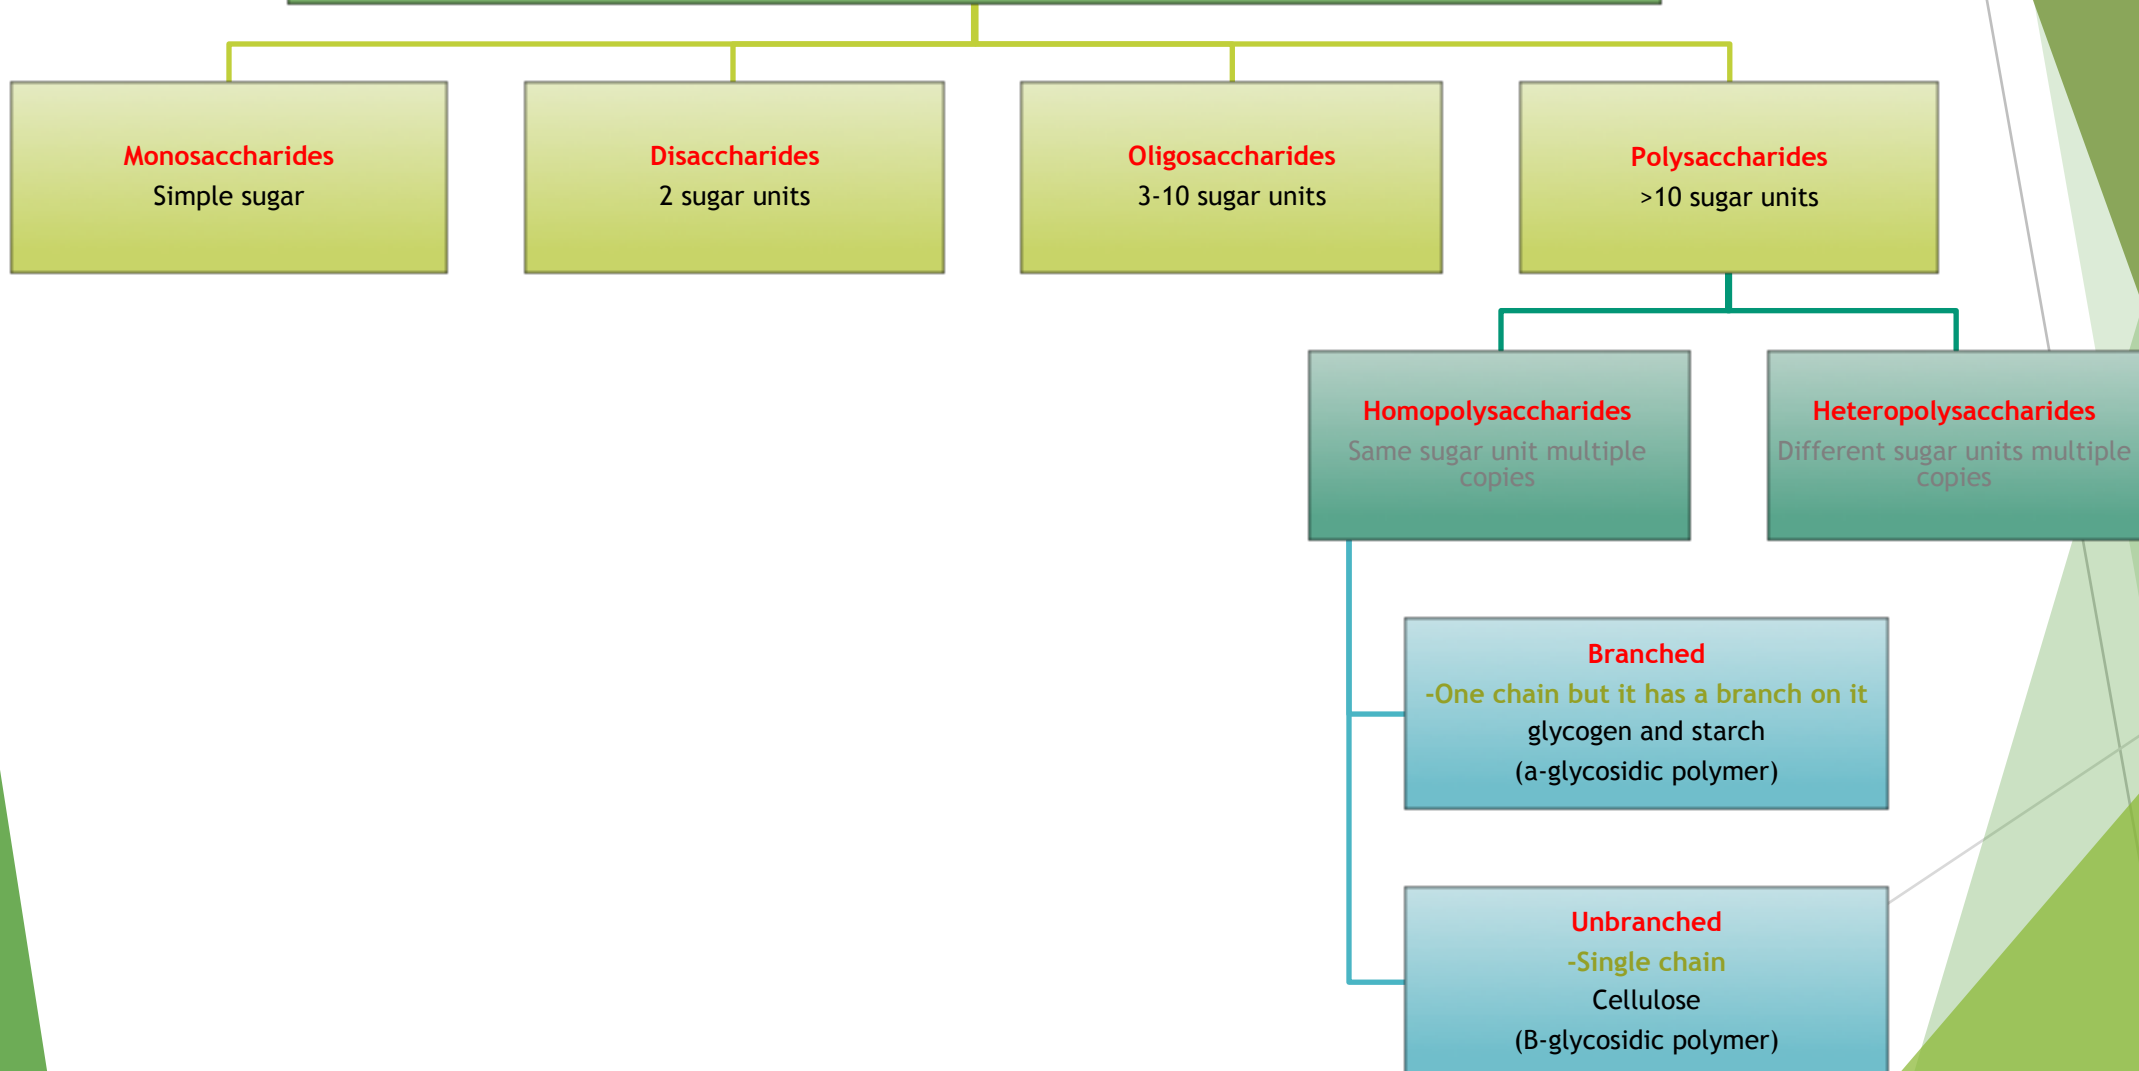 Monosaccharides
Simple sugar
Disaccharides
2 sugar units
Oligosaccharides
3-10 sugar units
Polysaccharides
>10 sugar units
Homopolysaccharides
Same sugar unit multiple
copies
Heteropolysaccharides
Different sugar units multiple
copies
Branched
-One chain but it has a branch on it
glycogen and starch
(a-glycosidic polymer)
Unbranched
-Single chain
Cellulose
(B-glycosidic polymer)